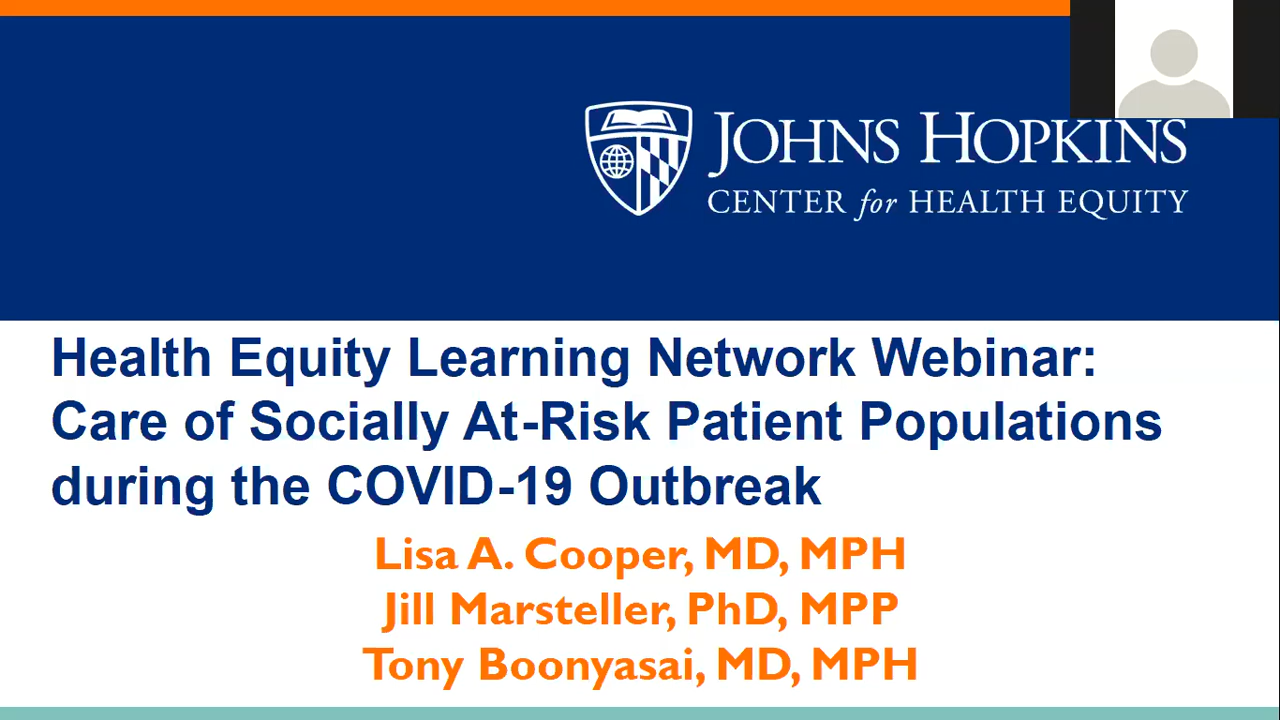 JOHNS HOPKINS
CENTER for HEALTH EQUITY
Health Equity Learning Network Webinar:
Care of Socially At-Risk Patient Populations
during the COVID-19 Outbreak
Lisa A. Cooper, MD, MPH
Jill Marsteller, PhD, MPP
Tony Boonyasai, MD, MPH